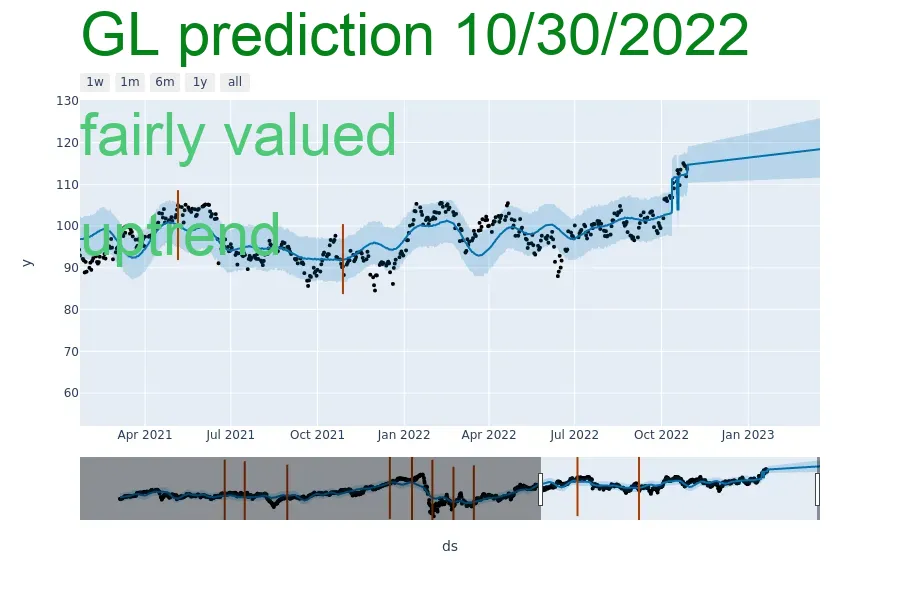 GL prediction 10/30/2022
1w 1m 6m 1y all
130
fairly valued
120
110
100
uptrend
90
80
70
60
y
Apr 2021 Jul 2021 Oct 2021 Jan 2022 Apr 2022 Jul 2022 Oct 2022 Jan 2023
ds